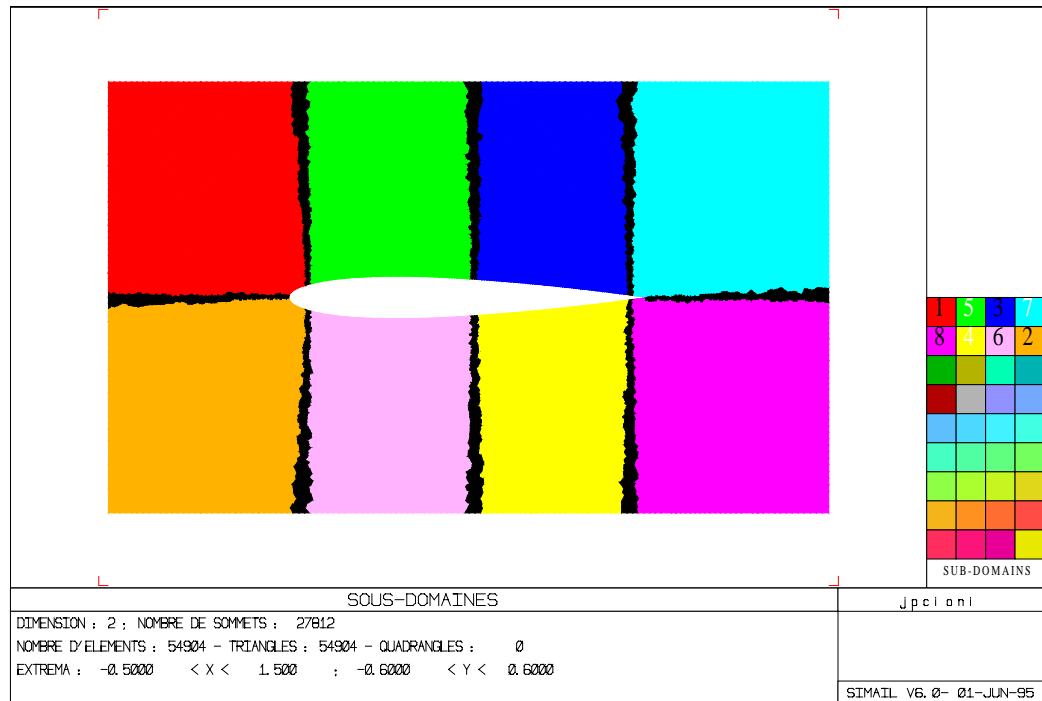 1 5 3 7
8 4 6 2
SUB-DOMAINS
SOUS-DOMAINES
jpcioni
DIMENSION : 2 ; NOMBRE DE SOMMETS : 27812
NOMBRE D'ELEMENTS : 54904 - TRIANGLES : 54904 - QUADRANGLES : 0
EXTREMA : -0.5000 < X < 1.500 ; -0.6000 < Y < 0.6000
SIMAIL V6.0- 01-JUN-95